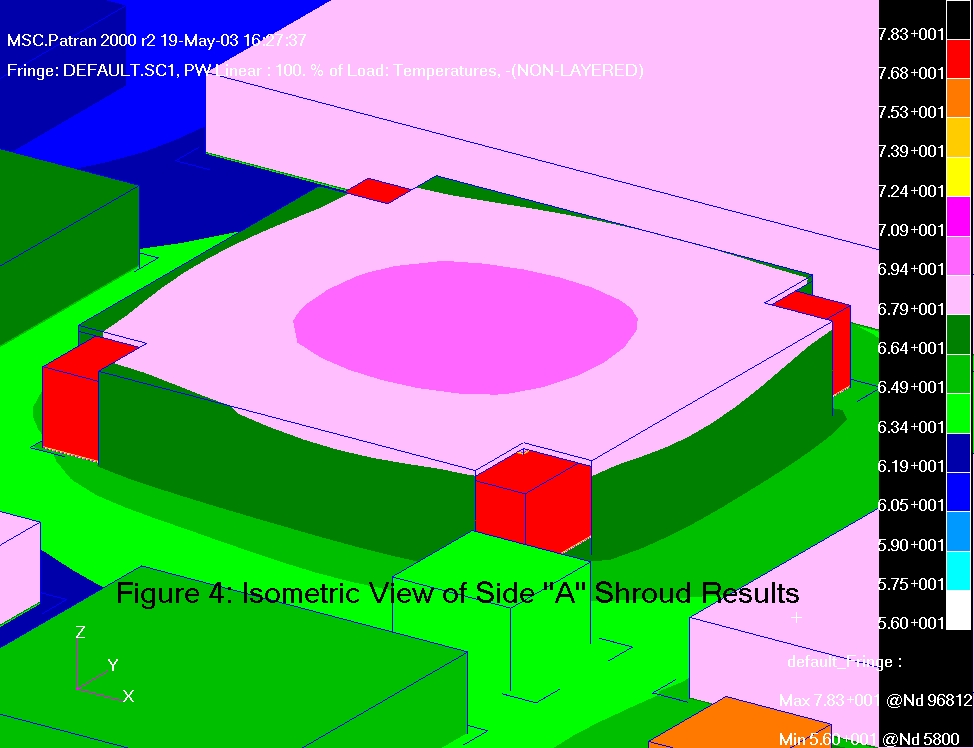 MSC.Patran 2000 r2 19-May-03 16:27:37
Fringe: DEFAULT.SC1, PW Linear : 100. % of Load: Temperatures, -(NON-LAYERED)
7.83+001
7.68+001
7.53+001
7.39+001
7.24+001
7.09+001
6.94+001
6.79+001
6.64+001
6.49+001
6.34+001
6.19+001
6.05+001
5.90+001
5.75+001
5.60+001
Figure 4: Isometric View of Side "A" Shroud Results
Z
Y
X
default_Fringe :
Max 7.83+001 @Nd 96812
Min 5.60+001 @Nd 5800